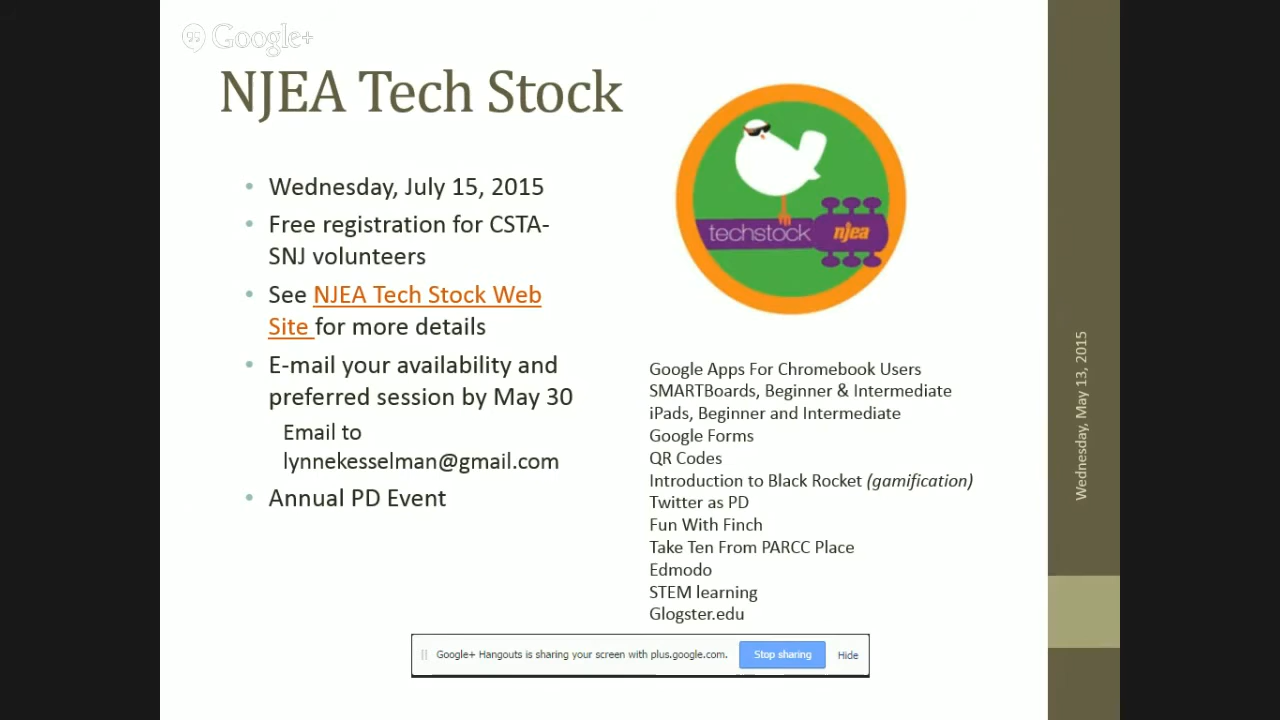 Google+
NJEA Tech Stock
Wednesday, July 15, 2015
Free registration for CSTA-
SNJ volunteers
See NJEA Tech Stock Web
Site for more details
E-mail your availability and
preferred session by May 30
Email to
lynnekesselman@gmail.com
Annual PD Event
techstock njea
Google Apps For Chromebook Users
SMARTBoards, Beginner & Intermediate
iPads, Beginner and Intermediate
Google Forms
QR Codes
Introduction to Black Rocket (gamification)
Twitter as PD
Fun With Finch
Take Ten From PARCC Place
Edmodo
STEM learning
Glogster.edu
Wednesday, May 13, 2015
Google+ Hangouts is sharing your screen with plus.google.com. Stop sharing Hide